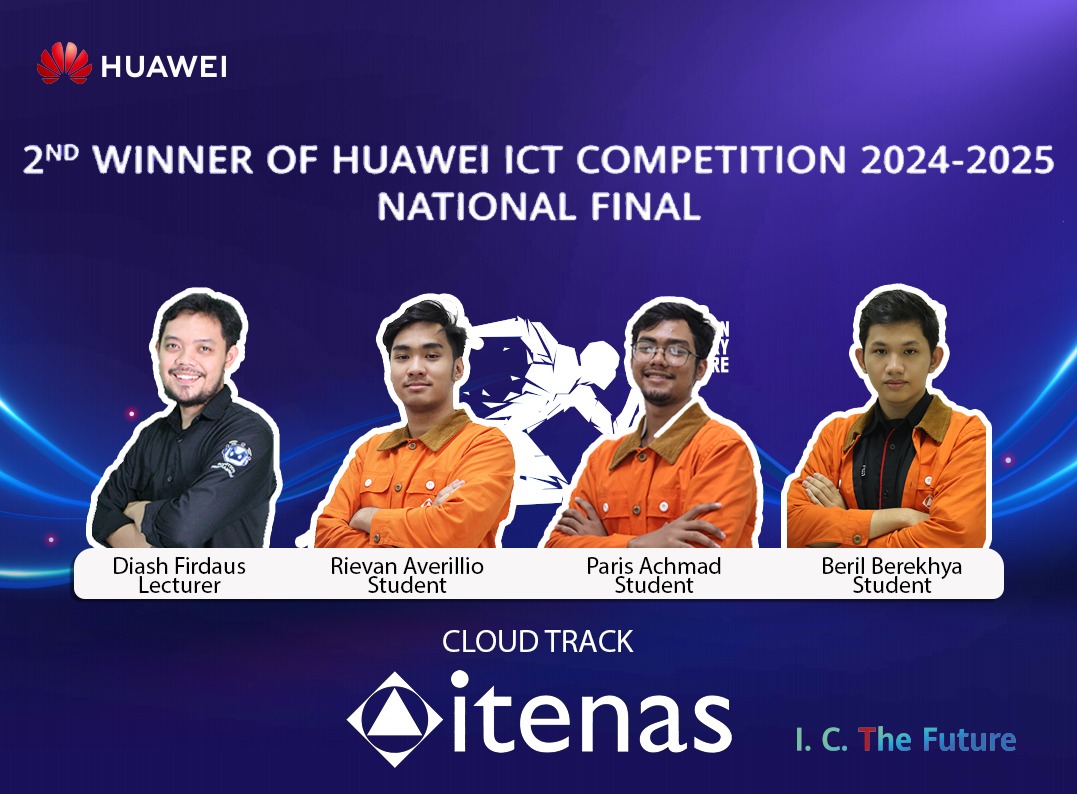 HUAWEI
2ND WINNER OF HUAWEI ICT COMPETITION 2024-2025
NATIONAL FINAL
Diash Firdaus
Lecturer
Rievan Averillio
Student
Paris Achmad
Student
Beril Berekhya
Student
CLOUD TRACK
itenas
I. C. The Future